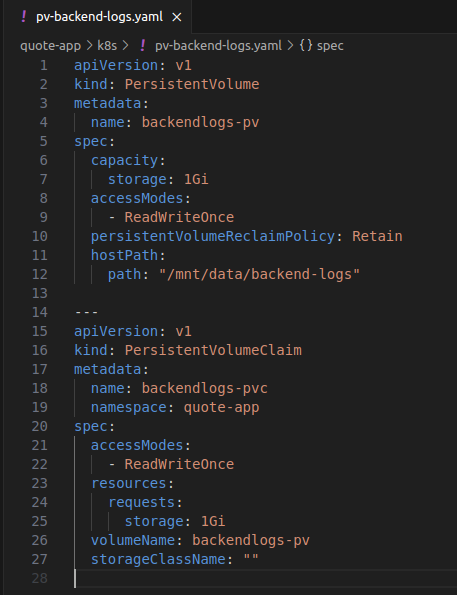 ! pv-backend-logs.yaml ×
quote-app > k8s > ! pv-backend-logs.yaml > {} spec
1 apiVersion: v1
2 kind: PersistentVolume
3 metadata:
4   name: backendlogs-pv
5 spec:
6   capacity:
7     storage: 1Gi
8   accessModes:
9     - ReadWriteOnce
10   persistentVolumeReclaimPolicy: Retain
11   hostPath:
12     path: "/mnt/data/backend-logs"
13
14 ---
15 apiVersion: v1
16 kind: PersistentVolumeClaim
17 metadata:
18   name: backendlogs-pvc
19   namespace: quote-app
20 spec:
21   accessModes:
22     - ReadWriteOnce
23   resources:
24     requests:
25       storage: 1Gi
26   volumeName: backendlogs-pv
27   storageClassName: ""
28